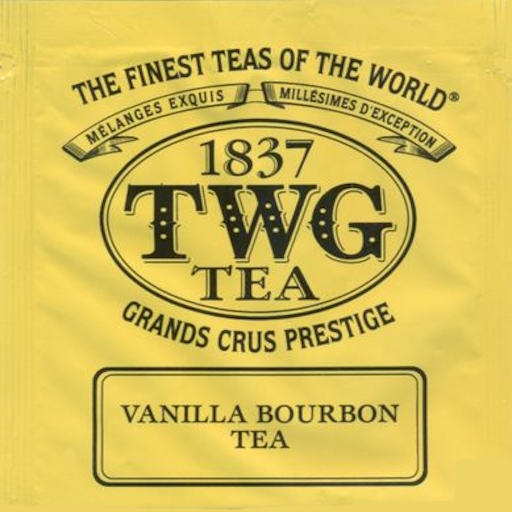 THE FINEST TEAS OF THE WORLD®
MÉLANGES EXQUIS MILLÉSIMES D'EXCEPTION
1837
TWG
TEA
GRANDS CRUS PRESTIGE
VANILLA BOURBON
TEA